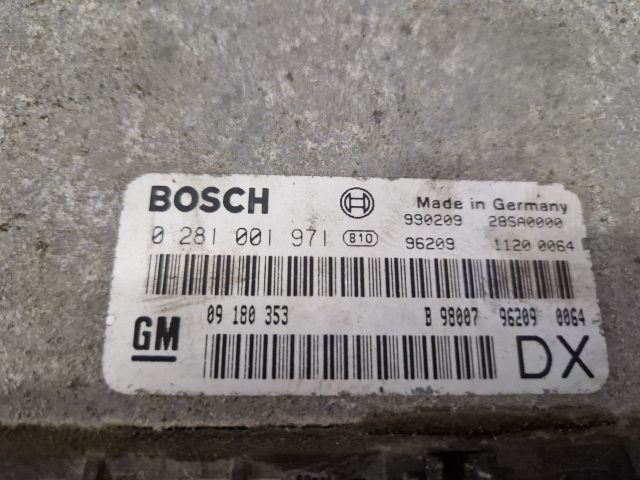 BOSCH Made in Germany
990209 28SA0000
0 281 001 971 810 96209 1120 0064
GM 09 180 353 B 98007 96209 0064
DX